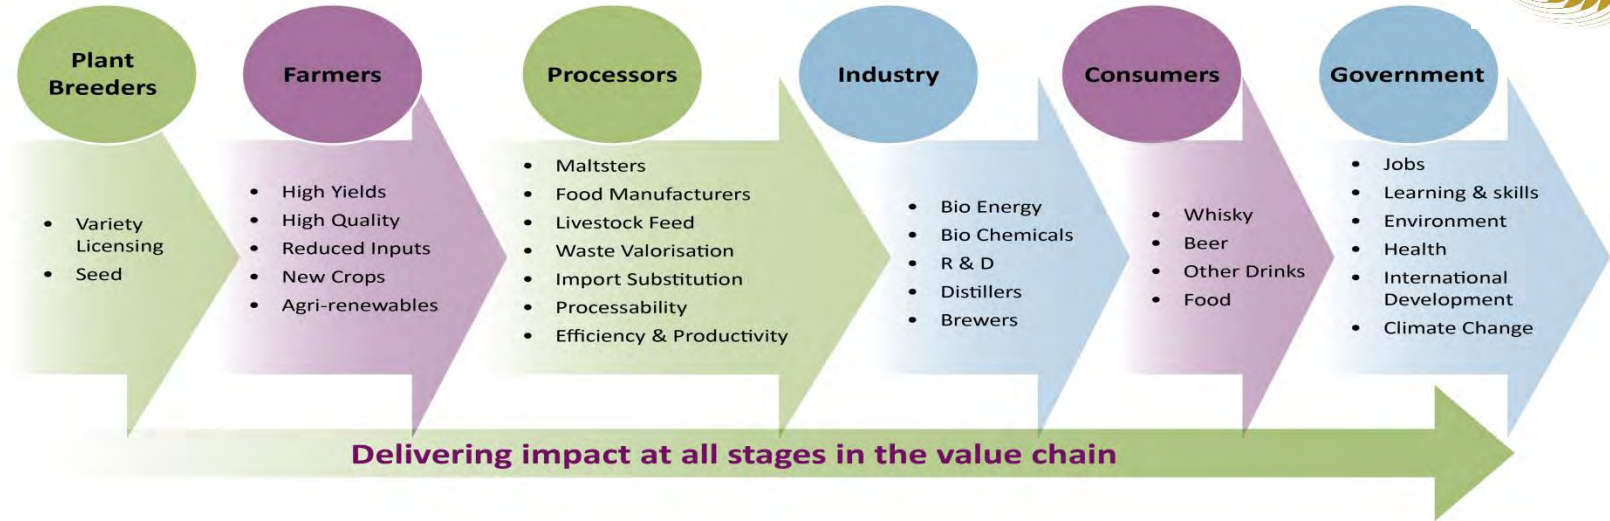 Plant
Breeders
Farmers
Processors
Industry
Consumers
Government
• Variety
Licensing
• Seed
• High Yields
• High Quality
• Reduced Inputs
• New Crops
• Agri-renewables
• Maltsters
• Food Manufacturers
• Livestock Feed
• Waste Valorisation
• Import Substitution
• Processability
• Efficiency & Productivity
• Bio Energy
• Bio Chemicals
• R & D
• Distillers
• Brewers
• Whisky
• Beer
• Other Drinks
• Food
• Jobs
• Learning & skills
• Environment
• Health
• International
Development
• Climate Change
Delivering impact at all stages in the value chain